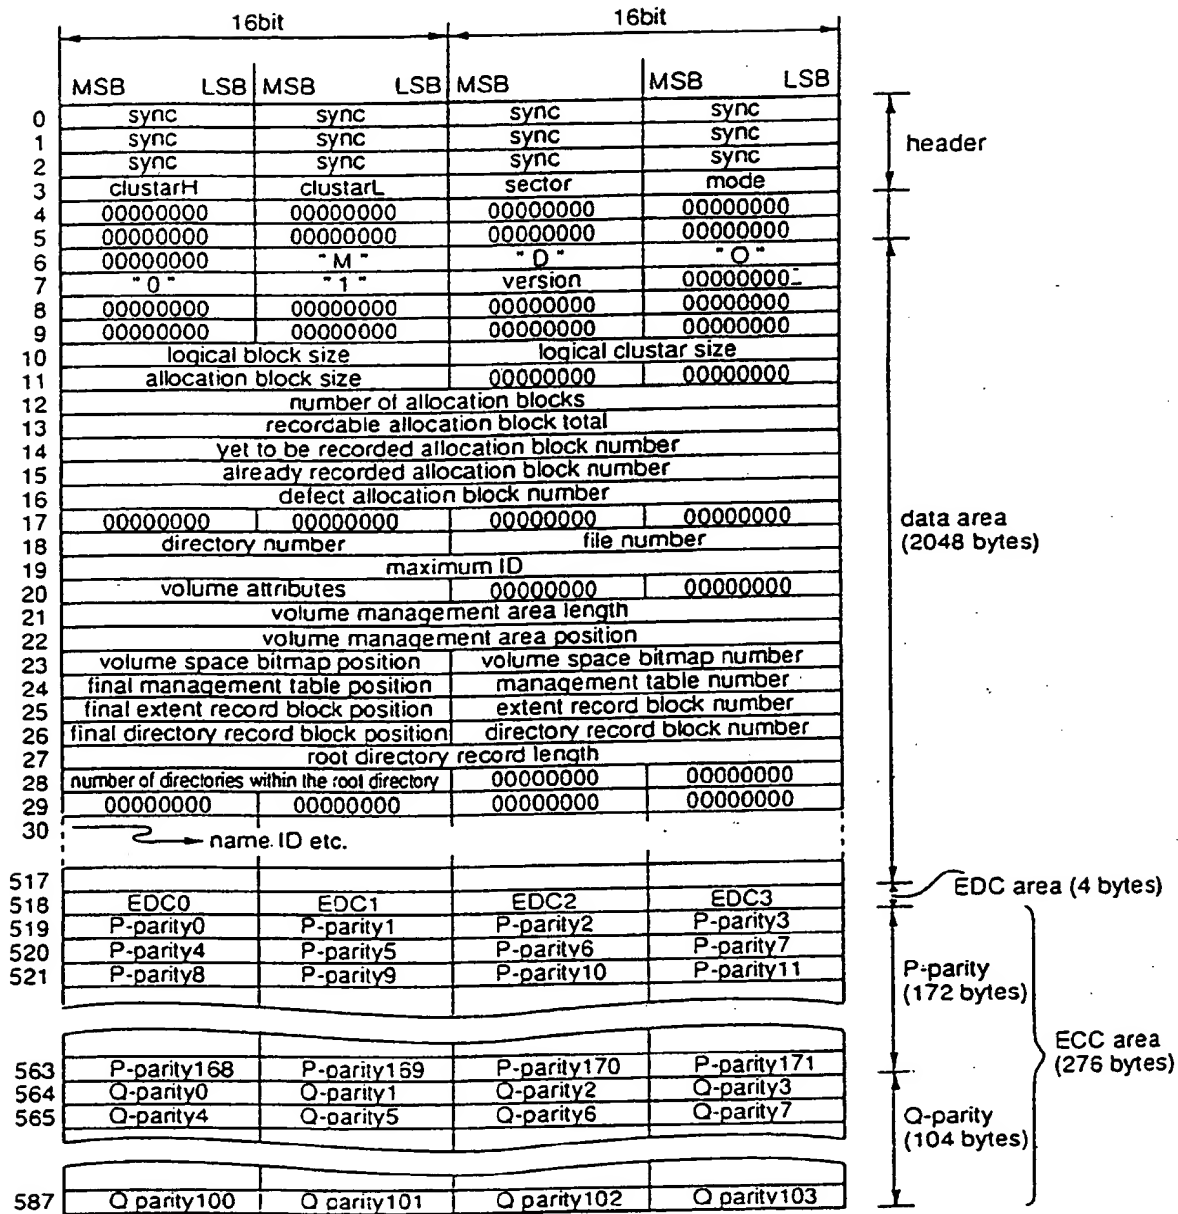 16bit 16bit
MSB LSB MSB LSB MSB MSB LSB
0 sync sync sync sync
1 sync sync sync sync
2 sync sync sync sync
3 clustarH clustarL sector mode
header
4 00000000 00000000 00000000 00000000
5 00000000 00000000 00000000 00000000
6 00000000 "M" "D" "O"
7 "0" "1" version 00000000
8 00000000 00000000 00000000 00000000
9 00000000 00000000 00000000 00000000
10 logical block size logical clustar size
11 allocation block size 00000000 00000000
12 number of allocation blocks
13 recordable allocation block total
14 yet to be recorded allocation block number
15 already recorded allocation block number
16 defect allocation block number
17 00000000 00000000 00000000 00000000
18 directory number file number
data area
(2048 bytes)
19 maximum ID
20 volume attributes 00000000 00000000
21 volume management area length
22 volume management area position
23 volume space bitmap position volume space bitmap number
24 final management table position management table number
25 final extent record block position extent record block number
26 final directory record block position directory record block number
27 root directory record length
28 number of directories within the root directory 00000000 00000000
29 00000000 00000000 00000000 00000000
30 name. ID etc.
517
EDC area (4 bytes)
518 EDC0 EDC1 EDC2 EDC3
519 P-parity0 P-parity1 P-parity2 P-parity3
520 P-parity4 P-parity5 P-parity6 P-parity7
521 P-parity8 P-parity9 P-parity10 P-parity11
P-parity
(172 bytes)
ECC area
(276 bytes)
563 P-parity168 P-parity169 P-parity170 P-parity171
564 Q-parity0 Q-parity1 Q-parity2 Q-parity3
565 Q-parity4 Q-parity5 Q-parity6 Q-parity7
Q-parity
(104 bytes)
587 Q parity100 Q parity101 Q parity102 Q parity103